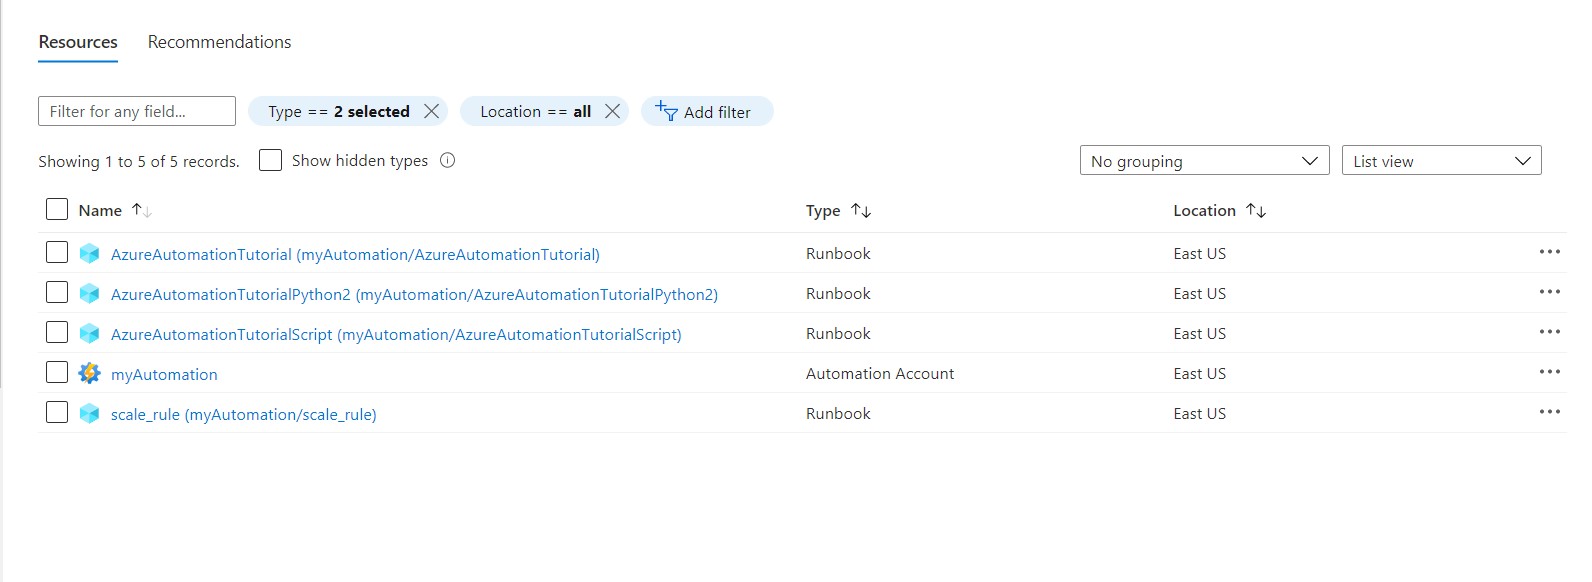 Resources Recommendations
Filter for any field... Type == 2 selected Location == all Add filter
Showing 1 to 5 of 5 records. Show hidden types No grouping List view
Name Type Location
AzureAutomationTutorial (myAutomation/AzureAutomationTutorial) Runbook East US
AzureAutomationTutorialPython2 (myAutomation/AzureAutomationTutorialPython2) Runbook East US
AzureAutomationTutorialScript (myAutomation/AzureAutomationTutorialScript) Runbook East US
myAutomation Automation Account East US
scale_rule (myAutomation/scale_rule) Runbook East US